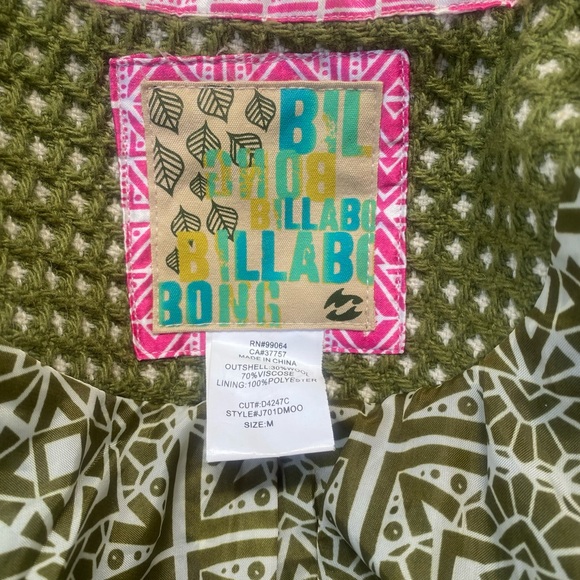 BIL
BONG
BILLABO
BILLABO
BONG
RN#99064
CA#37757
MADE IN CHINA
OUTSHELL:30%WOOL
70%VISCOSE
LINING:100%POLYESTER
CUT#:D4247C
STYLE#J701DMOO
SIZE:M